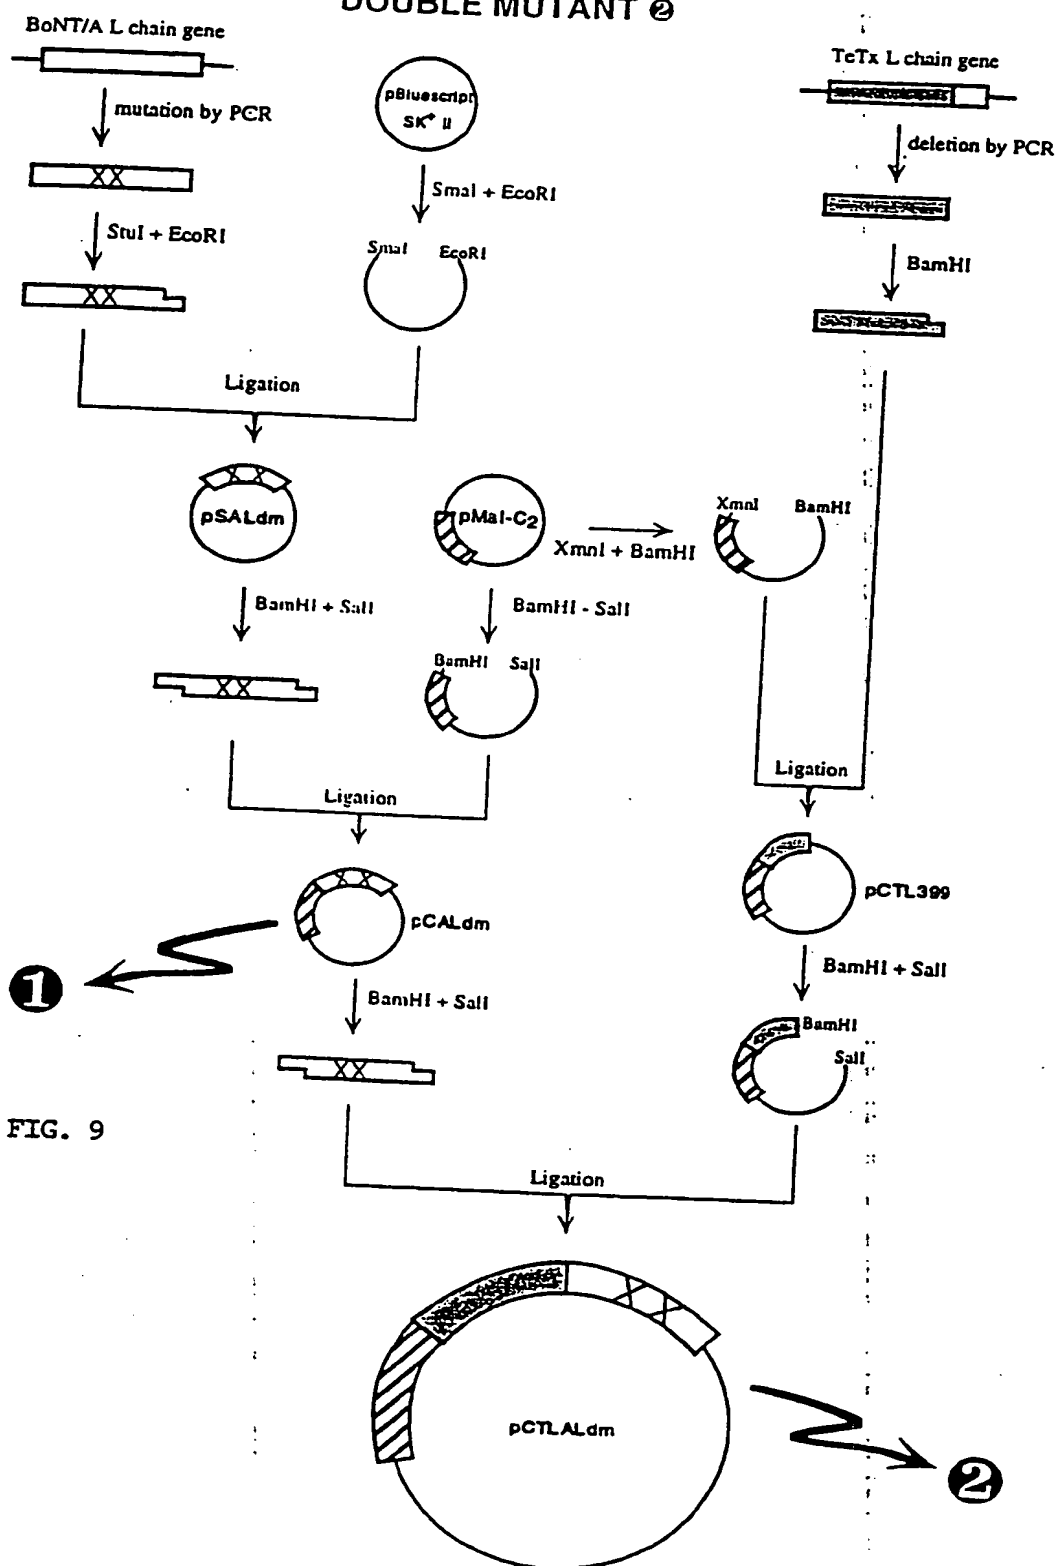 DOUBLE MUTANT ❷
BoNT/A L chain gene
mutation by PCR
StuI + EcoRI
pBluescript
SK+ II
SmaI + EcoRI
SmaI EcoRI
TeTx L chain gene
deletion by PCR
BamHI
Ligation
pSALdm
pMal-C2
XmnI + BamHI
XmnI BamHI
BamHI + SalI
BamHI - SalI
BamHI SalI
Ligation
Ligation
pCALdm
pCTL399
1
BamHI + SalI
BamHI + SalI
BamHI
SalI
FIG. 9
Ligation
pCTLALdm
2